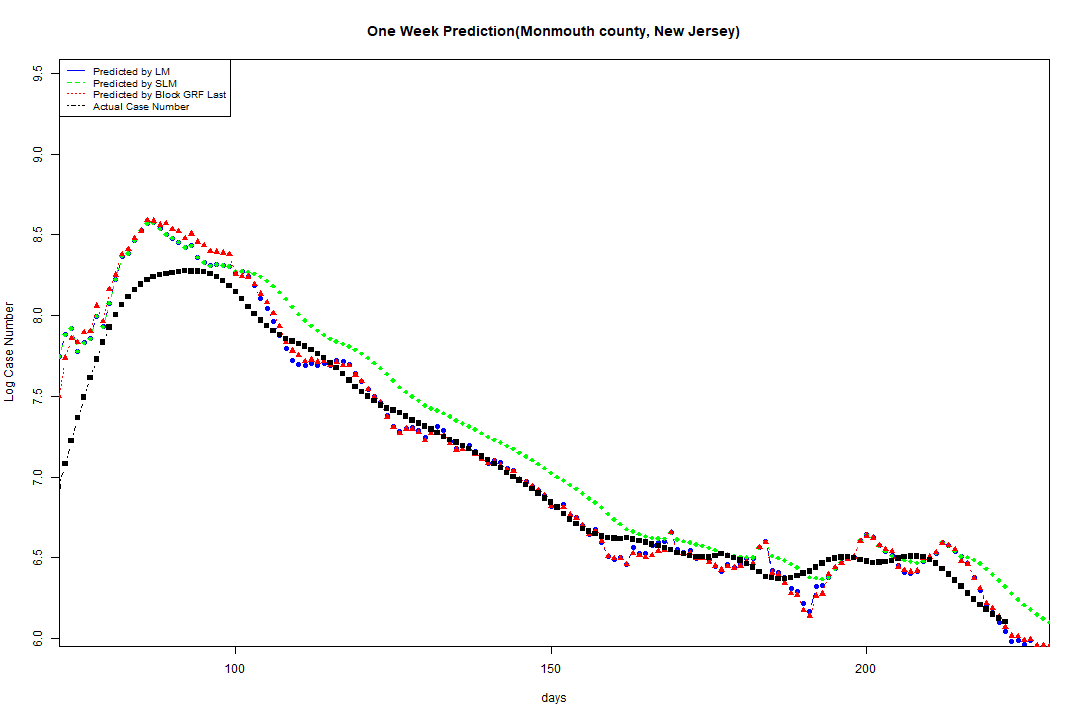 One Week Prediction(Monmouth county, New Jersey)
Predicted by LM
Predicted by SLM
Predicted by Block GRF Last
Actual Case Number
9.5
9.0
8.5
8.0
7.5
7.0
6.5
6.0
Log Case Number
100
150
200
days